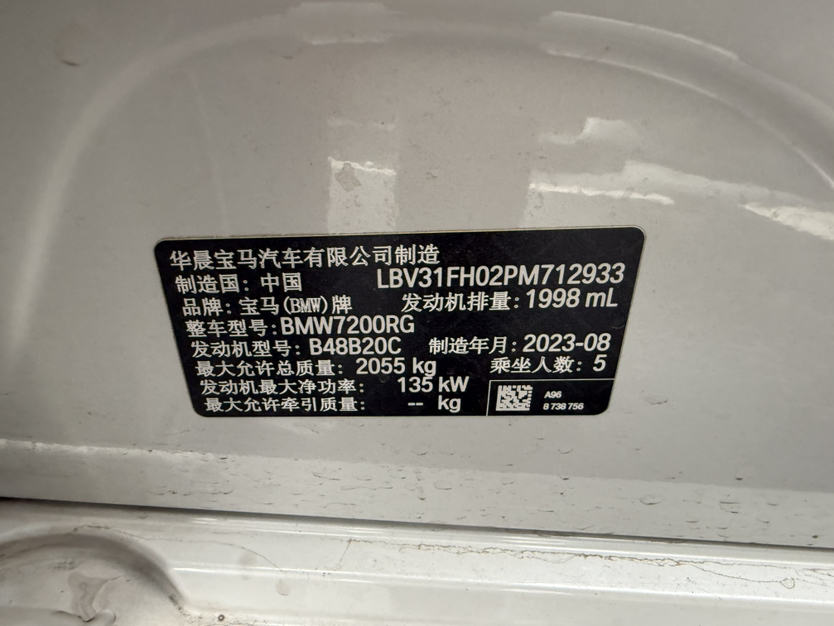 华晨宝马汽车有限公司制造
制造国：中国 LBV31FH02PM712933
品牌：宝马(BMW)牌 发动机排量：1998 mL
整车型号：BMW7200RG
发动机型号：B48B20C 制造年月：2023-08
最大允许总质量：2055 kg 乘坐人数：5
发动机最大净功率： 135 kW
最大允许牵引质量： -- kg
A96
8 738 756